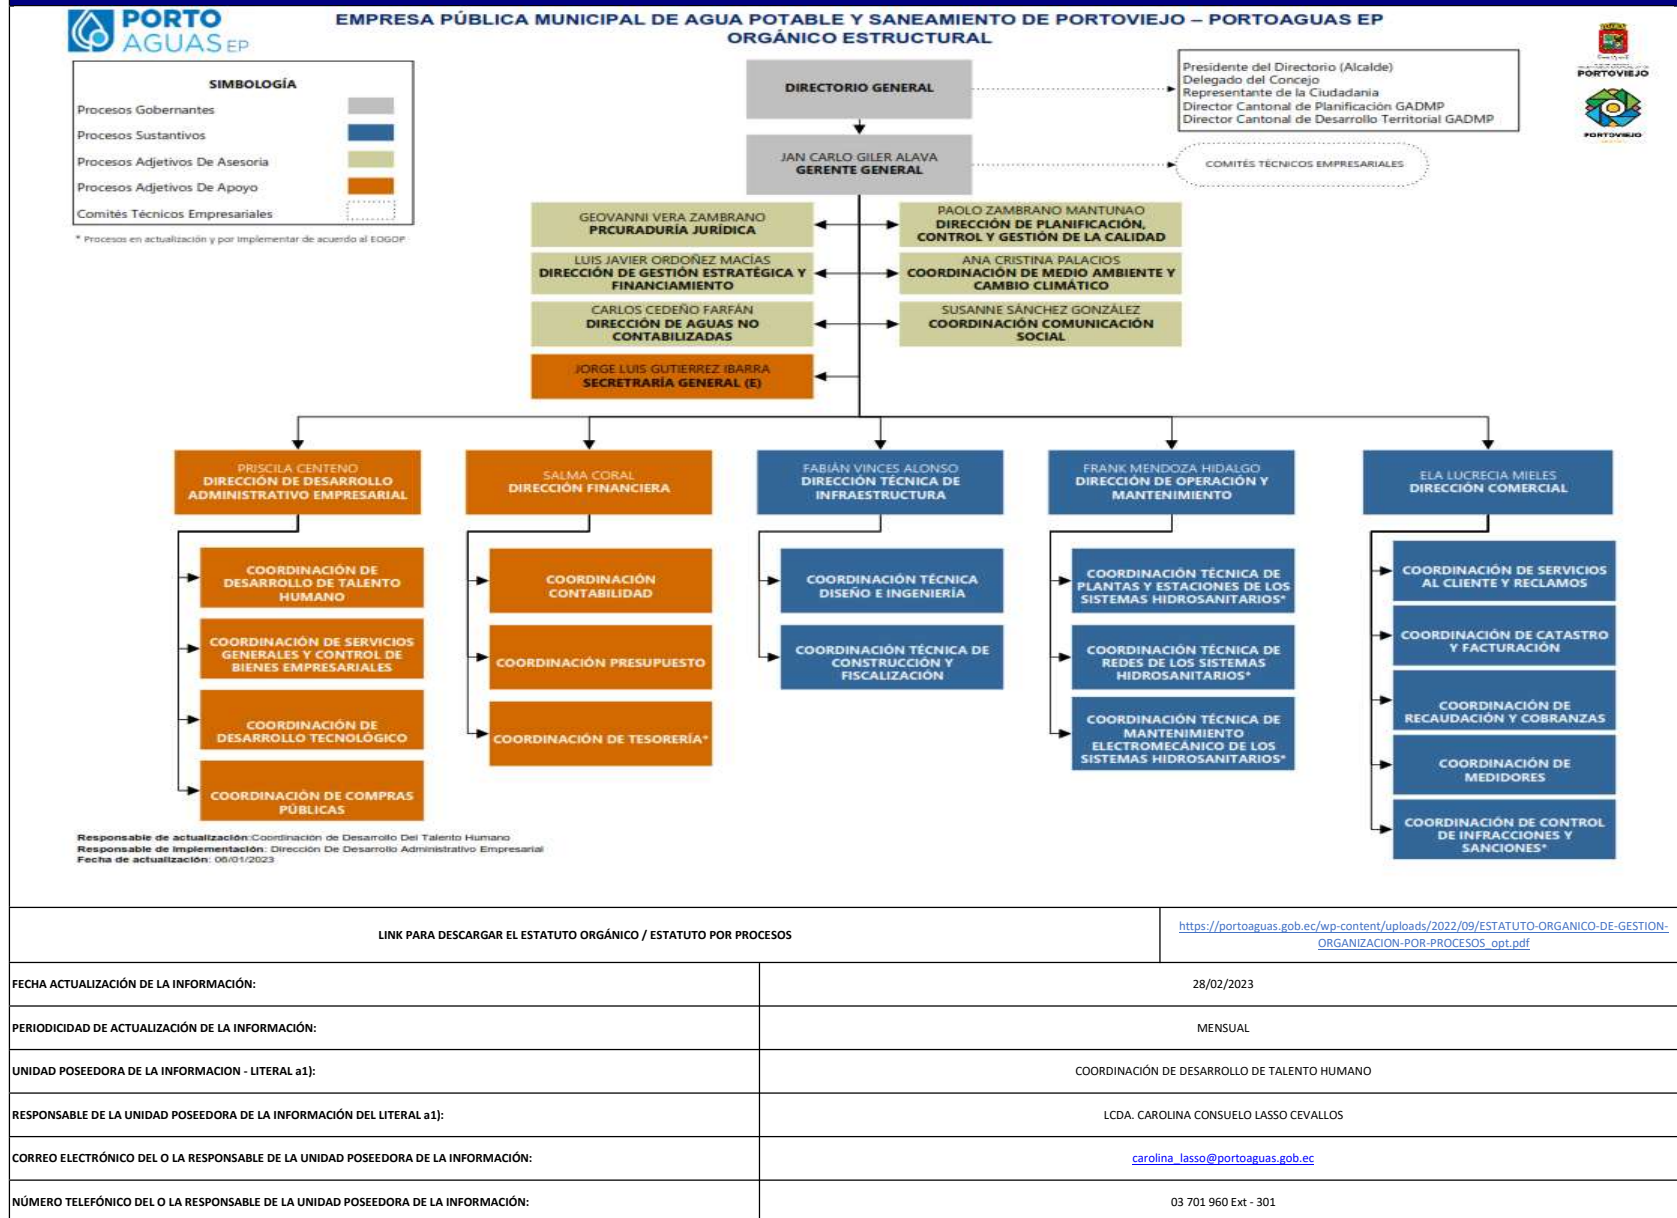 PORTO
AGUAS EP
EMPRESA PÚBLICA MUNICIPAL DE AGUA POTABLE Y SANEAMIENTO DE PORTOVIEJO – PORTOAGUAS EP
ORGÁNICO ESTRUCTURAL
PORTOVIEJO
PORTOVIEJO
SIMBOLOGÍA
Procesos Gobernantes
Procesos Sustantivos
Procesos Adjetivos De Asesoria
Procesos Adjetivos De Apoyo
Comités Técnicos Empresariales
* Procesos en actualización y por implementar de acuerdo al EOGOP
DIRECTORIO GENERAL
Presidente del Directorio (Alcalde)
Delegado del Concejo
Representante de la Ciudadania
Director Cantonal de Planificación GADMP
Director Cantonal de Desarrollo Territorial GADMP
JAN CARLO GILER ALAVA
GERENTE GENERAL
COMITÉS TÉCNICOS EMPRESARIALES
GEOVANNI VERA ZAMBRANO
PRCURADURÍA JURÍDICA
PAOLO ZAMBRANO MANTUNAO
DIRECCIÓN DE PLANIFICACIÓN,
CONTROL Y GESTIÓN DE LA CALIDAD
LUIS JAVIER ORDOÑEZ MACÍAS
DIRECCIÓN DE GESTIÓN ESTRATÉGICA Y
FINANCIAMIENTO
ANA CRISTINA PALACIOS
COORDINACIÓN DE MEDIO AMBIENTE Y
CAMBIO CLIMÁTICO
CARLOS CEDEÑO FARFÁN
DIRECCIÓN DE AGUAS NO
CONTABILIZADAS
SUSANNE SÁNCHEZ GONZÁLEZ
COORDINACIÓN COMUNICACIÓN
SOCIAL
JORGE LUIS GUTIERREZ IBARRA
SECRETRARÍA GENERAL (E)
PRISCILA CENTENO
DIRECCIÓN DE DESARROLLO
ADMINISTRATIVO EMPRESARIAL
SALMA CORAL
DIRECCIÓN FINANCIERA
FABIÁN VINCES ALONSO
DIRECCIÓN TÉCNICA DE
INFRAESTRUCTURA
FRANK MENDOZA HIDALGO
DIRECCIÓN DE OPERACIÓN Y
MANTENIMIENTO
ELA LUCRECIA MIELES
DIRECCIÓN COMERCIAL
COORDINACIÓN DE
DESARROLLO DE TALENTO
HUMANO
COORDINACIÓN DE SERVICIOS
GENERALES Y CONTROL DE
BIENES EMPRESARIALES
COORDINACIÓN DE
DESARROLLO TECNOLÓGICO
COORDINACIÓN DE COMPRAS
PÚBLICAS
COORDINACIÓN
CONTABILIDAD
COORDINACIÓN PRESUPUESTO
COORDINACIÓN DE TESORERÍA*
COORDINACIÓN TÉCNICA
DISEÑO E INGENIERÍA
COORDINACIÓN TÉCNICA DE
CONSTRUCCIÓN Y
FISCALIZACIÓN
COORDINACIÓN TÉCNICA DE
PLANTAS Y ESTACIONES DE LOS
SISTEMAS HIDROSANITARIOS*
COORDINACIÓN TÉCNICA DE
REDES DE LOS SISTEMAS
HIDROSANITARIOS*
COORDINACIÓN TÉCNICA DE
MANTENIMIENTO
ELECTROMECÁNICO DE LOS
SISTEMAS HIDROSANITARIOS*
COORDINACIÓN DE SERVICIOS
AL CLIENTE Y RECLAMOS
COORDINACIÓN DE CATASTRO
Y FACTURACIÓN
COORDINACIÓN DE
RECAUDACIÓN Y COBRANZAS
COORDINACIÓN DE
MEDIDORES
COORDINACIÓN DE CONTROL
DE INFRACCIONES Y
SANCIONES*
Responsable de actualización:Coordinación de Desarrollo Del Talento Humano
Responsable de Implementación: Dirección De Desarrollo Administrativo Empresarial
Fecha de actualización: 06/01/2023
LINK PARA DESCARGAR EL ESTATUTO ORGÁNICO / ESTATUTO POR PROCESOS
https://portoaguas.gob.ec/wp-content/uploads/2022/09/ESTATUTO-ORGANICO-DE-GESTION-
ORGANIZACION-POR-PROCESOS_opt.pdf
FECHA ACTUALIZACIÓN DE LA INFORMACIÓN:
28/02/2023
PERIODICIDAD DE ACTUALIZACIÓN DE LA INFORMACIÓN:
MENSUAL
UNIDAD POSEEDORA DE LA INFORMACION - LITERAL a1):
COORDINACIÓN DE DESARROLLO DE TALENTO HUMANO
RESPONSABLE DE LA UNIDAD POSEEDORA DE LA INFORMACIÓN DEL LITERAL a1):
LCDA. CAROLINA CONSUELO LASSO CEVALLOS
CORREO ELECTRÓNICO DEL O LA RESPONSABLE DE LA UNIDAD POSEEDORA DE LA INFORMACIÓN:
carolina_lasso@portoaguas.gob.ec
NÚMERO TELEFÓNICO DEL O LA RESPONSABLE DE LA UNIDAD POSEEDORA DE LA INFORMACIÓN:
03 701 960 Ext - 301